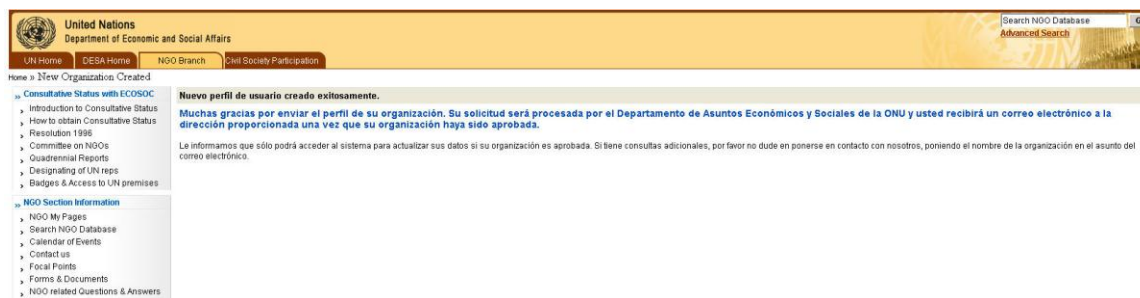 United Nations
Department of Economic and Social Affairs
Search NGO Database
Advanced Search
UN Home
DESA Home
NGO Branch
Civil Society Participation
Home » New Organization Created
Consultative Status with ECOSOC
Introduction to Consultative Status
How to obtain Consultative Status
Resolution 1996
Committee on NGOs
Quadrennial Reports
Designating of UN reps
Badges & Access to UN premises
NGO Section Information
NGO My Pages
Search NGO Database
Calendar of Events
Contact us
Focal Points
Forms & Documents
NGO related Questions & Answers
Nuevo perfil de usuario creado exitosamente.
Muchas gracias por enviar el perfil de su organización. Su solicitud será procesada por el Departamento de Asuntos Económicos y Sociales de la ONU y usted recibirá un correo electrónico a la
dirección proporcionada una vez que su organización haya sido aprobada.
Le informamos que sólo podrá acceder al sistema para actualizar sus datos si su organización es aprobada. Si tiene consultas adicionales, por favor no dude en ponerse en contacto con nosotros, poniendo el nombre de la organización en el asunto del
correo electrónico.